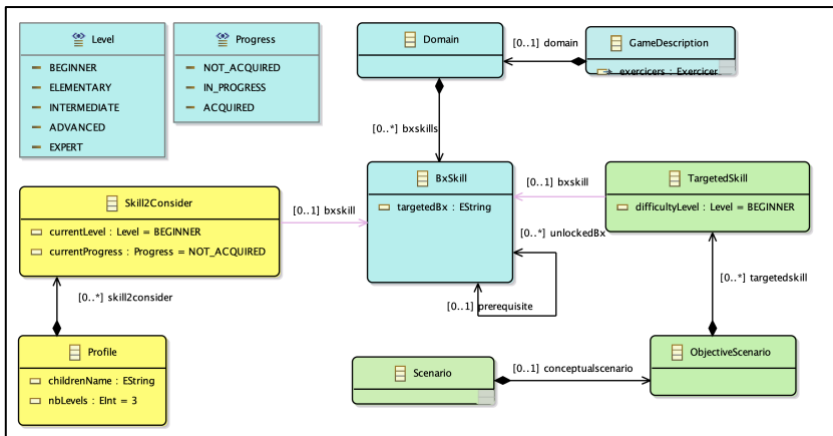 Level
BEGINNER
ELEMENTARY
INTERMEDIATE
ADVANCED
EXPERT
Progress
NOT_ACQUIRED
IN_PROGRESS
ACQUIRED
Domain
[0..1] domain
GameDescription
exercicers : Exercicer
[0..*] bxskills
BxSkill
targetedBx : EString
[0..1] bxskill
TargetedSkill
difficultyLevel : Level = BEGINNER
Skill2Consider
currentLevel : Level = BEGINNER
currentProgress : Progress = NOT_ACQUIRED
[0..1] bxskill
[0..*] unlockedBx
[0..1] prerequisite
[0..*] skill2consider
[0..*] targetedskill
Profile
childrenName : EString
nbLevels : EInt = 3
Scenario
[0..1] conceptualscenario
ObjectiveScenario